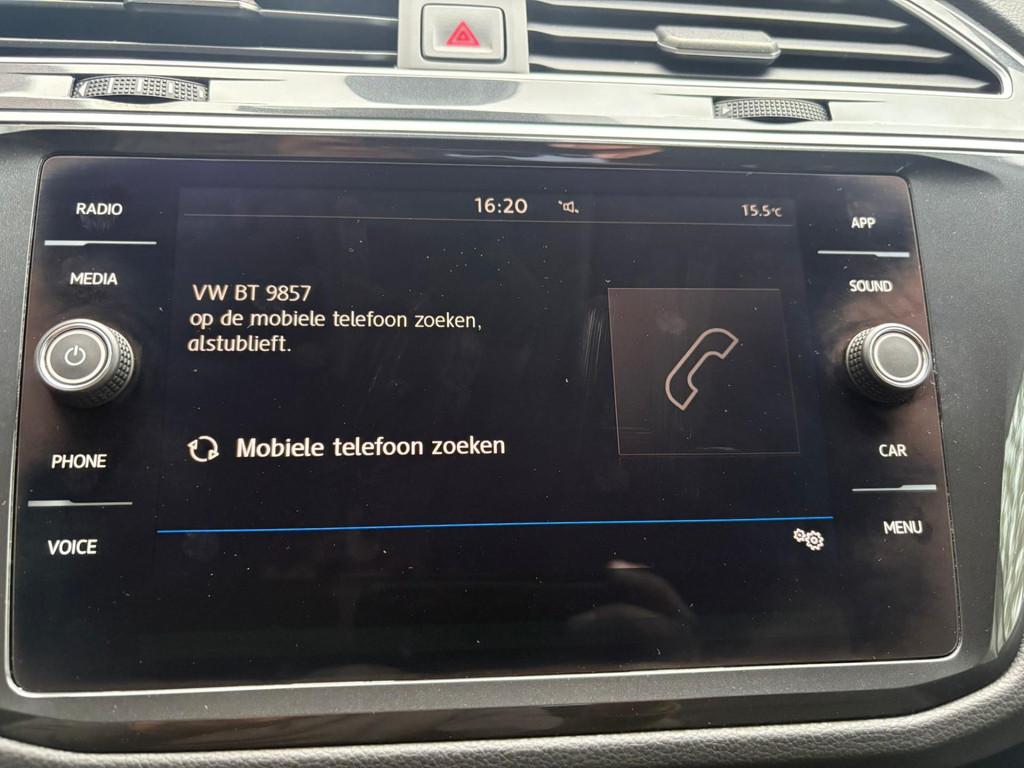 16:20
15.5°C
RADIO
MEDIA
PHONE
VOICE
VW BT 9857
op de mobiele telefoon zoeken,
alstublieft.
Mobiele telefoon zoeken
APP
SOUND
CAR
MENU